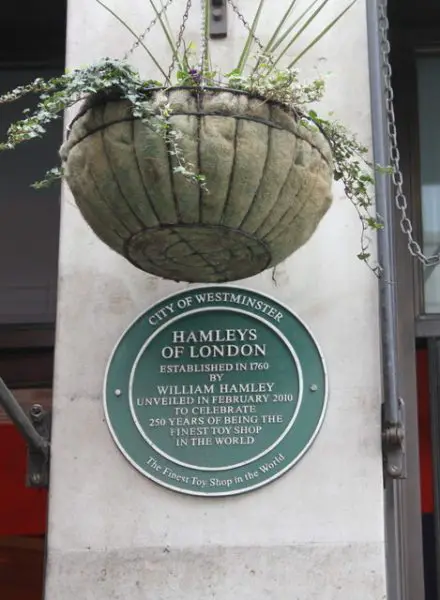 CITY OF WESTMINSTER
HAMLEYS
OF LONDON
ESTABLISHED IN 1760
BY
WILLIAM HAMLEY
UNVEILED IN FEBRUARY 2010
TO CELEBRATE
250 YEARS OF BEING THE
FINEST TOY SHOP
IN THE WORLD
The Finest Toy Shop in the World